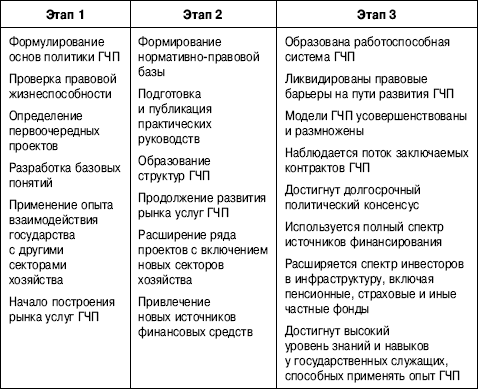 Этап 1
Формулирование
основ политики ГЧП
Проверка правовой
жизнеспособности
Определение
первоочередных
проектов
Разработка базовых
понятий
Применение опыта
взаимодействия
государства
с другими
секторами
хозяйства
Начало построения
рынка услуг ГЧП
Этап 2
Формирование
нормативно-правовой
базы
Подготовка
и публикация
практических
руководств
Образование
структур ГЧП
Продолжение развития
рынка услуг ГЧП
Расширение ряда
проектов с включением
новых секторов
хозяйства
Привлечение
новых источников
финансовых средств
Этап 3
Образована работоспособная
система ГЧП
Ликвидированы правовые
барьеры на пути развития ГЧП
Модели ГЧП усовершенствованы
и размножены
Наблюдается поток заключаемых
контрактов ГЧП
Достигнут долгосрочный
политический консенсус
Используется полный спектр
источников финансирования
Расширяется спектр инвесторов
в инфраструктуру, включая
пенсионные, страховые и иные
частные фонды
Достигнут высокий
уровень знаний и навыков
у государственных служащих,
способных применять опыт ГЧП